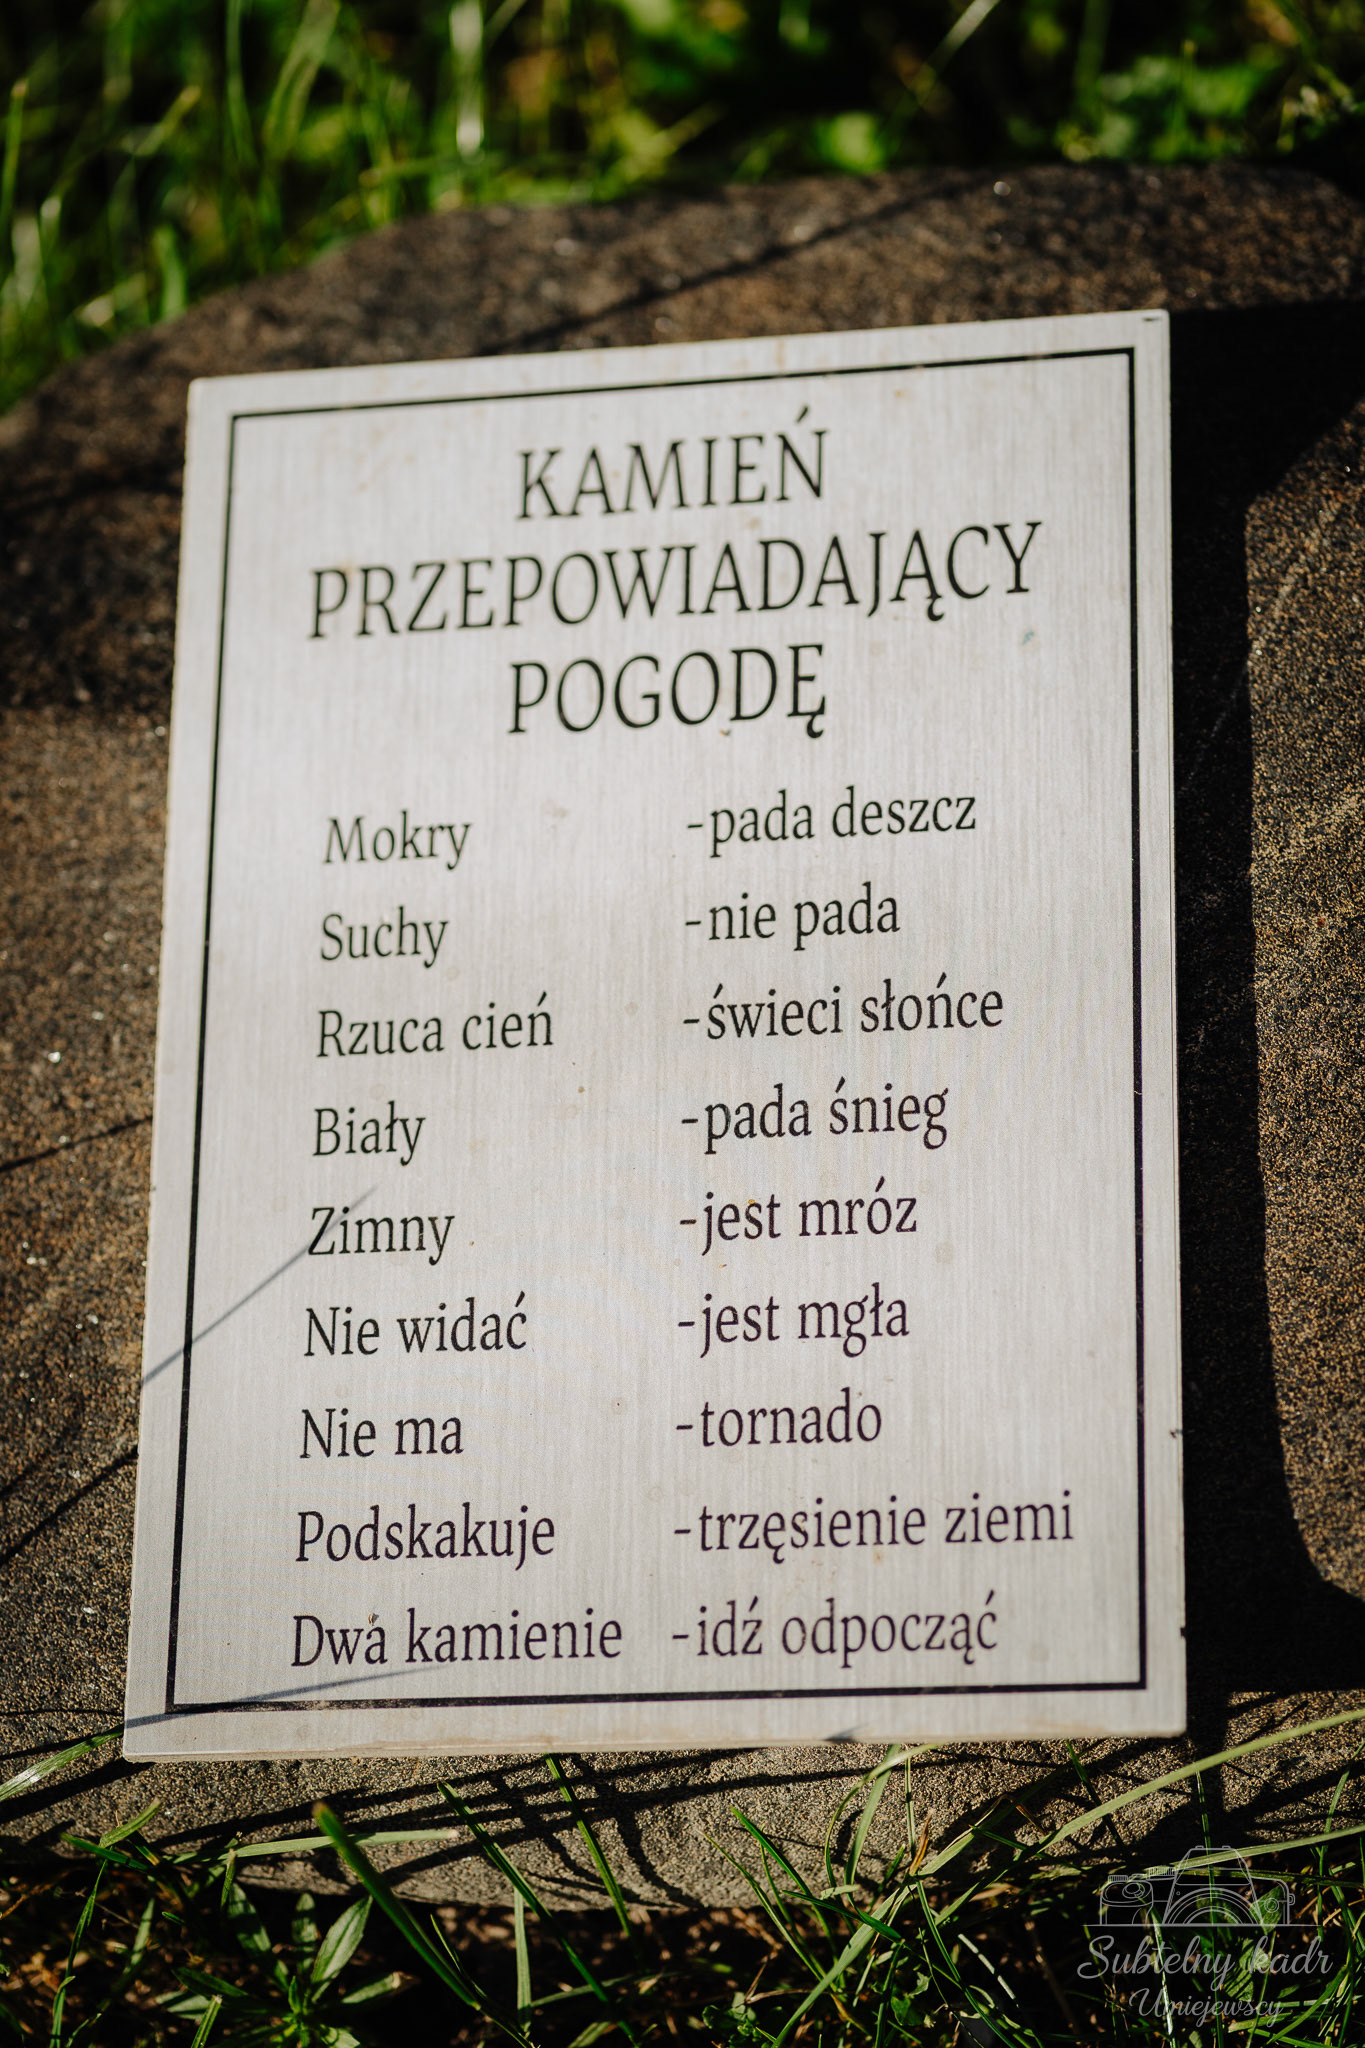 KAMIEŃ
PRZEPOWIADAJĄCY
POGODĘ
Mokry -pada deszcz
Suchy -nie pada
Rzuca cień -świeci słońce
Biały -pada śnieg
Zimny -jest mróz
Nie widać -jest mgła
Nie ma -tornado
Podskakuje -trzęsienie ziemi
Dwa kamienie -idź odpocząć
Subtelny kadr
Umiejewscy